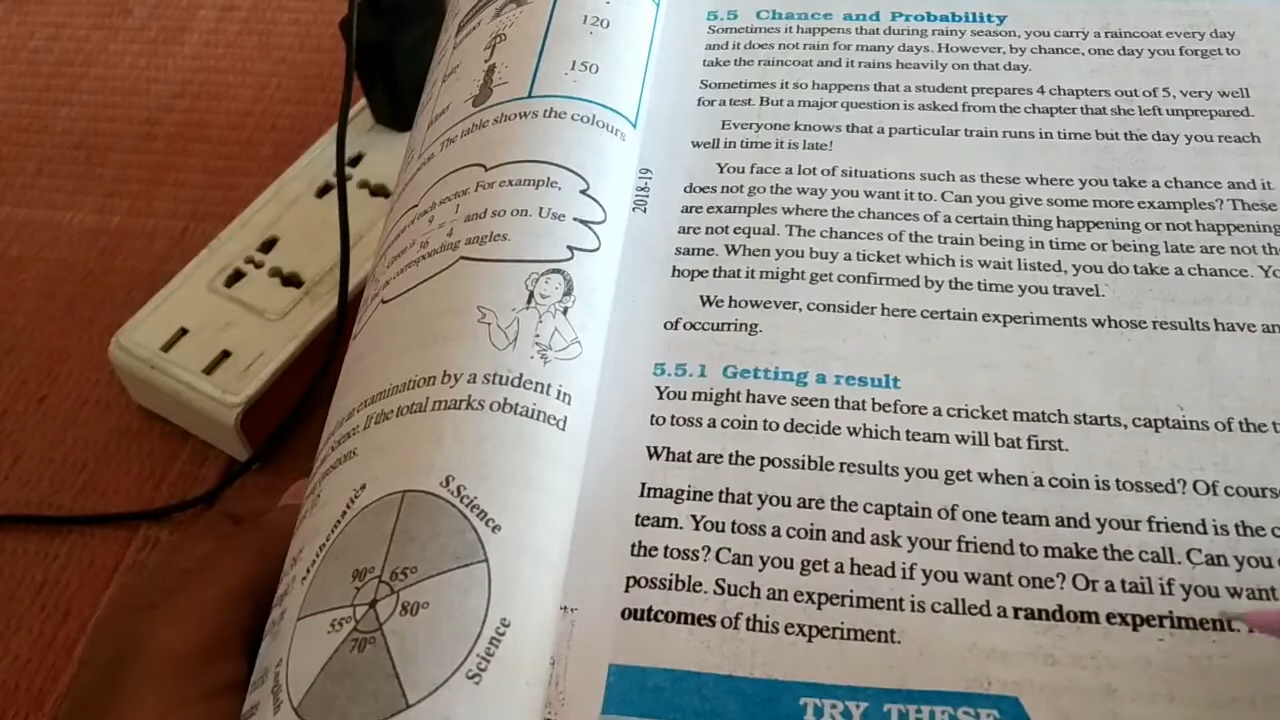 120
150
on. The table shows the colours
of each sector. For example,
9/36 = 1/4 and so on. Use
corresponding angles.
examination by a student in
Science. If the total marks obtained
Mathematics
S.Science
Science
90°
65°
80°
55°
70°
2018-19
5.5 Chance and Probability
Sometimes it happens that during rainy season, you carry a raincoat every day
and it does not rain for many days. However, by chance, one day you forget to
take the raincoat and it rains heavily on that day.
Sometimes it so happens that a student prepares 4 chapters out of 5, very well
for a test. But a major question is asked from the chapter that she left unprepared.
Everyone knows that a particular train runs in time but the day you reach
well in time it is late!
You face a lot of situations such as these where you take a chance and it
does not go the way you want it to. Can you give some more examples? These
are examples where the chances of a certain thing happening or not happening
are not equal. The chances of the train being in time or being late are not th
same. When you buy a ticket which is wait listed, you do take a chance. Yo
hope that it might get confirmed by the time you travel.
We however, consider here certain experiments whose results have an
of occurring.
5.5.1 Getting a result
You might have seen that before a cricket match starts, captains of the t
to toss a coin to decide which team will bat first.
What are the possible results you get when a coin is tossed? Of cours
Imagine that you are the captain of one team and your friend is the c
team. You toss a coin and ask your friend to make the call. Can you
the toss? Can you get a head if you want one? Or a tail if you want
possible. Such an experiment is called a random experiment.
outcomes of this experiment.
TRY THESE